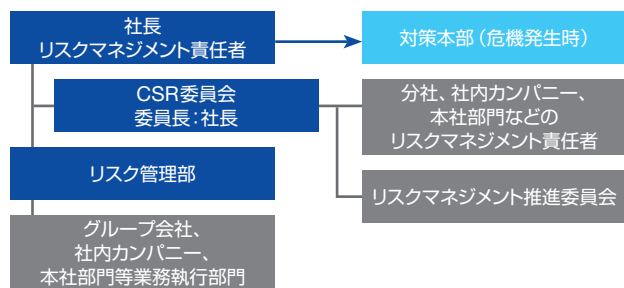 社長
リスクマネジメント責任者
対策本部（危機発生時）
CSR委員会
委員長：社長
分社、社内カンパニー、
本社部門などの
リスクマネジメント責任者
リスク管理部
リスクマネジメント推進委員会
グループ会社、
社内カンパニー、
本社部門等業務執行部門